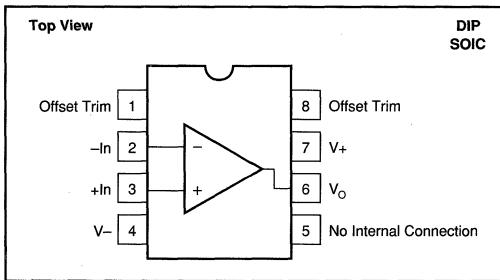 Top View
DIP
SOIC
Offset Trim 1
8 Offset Trim
–In 2
–
7 V+
+In 3
+
6 VO
V– 4
5 No Internal Connection